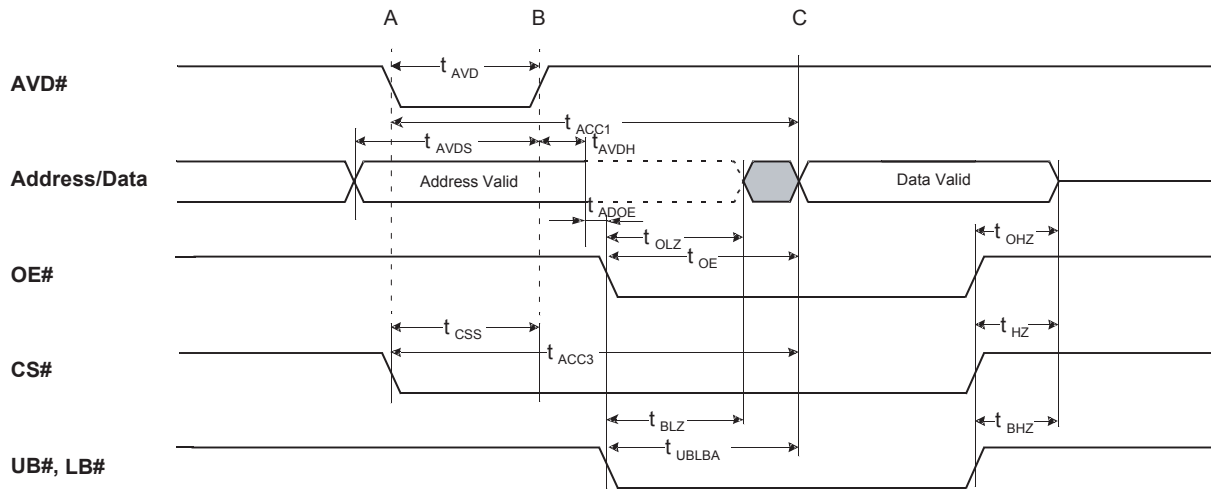 A B C
AVD#
t AVD
t ACC1
t AVDS
t AVDH
Address/Data
Address Valid
Data Valid
t ADOE
t OLZ
t OHZ
t OE
OE#
t CSS
t HZ
t ACC3
CS#
t BLZ
t BHZ
t UBLBA
UB#, LB#